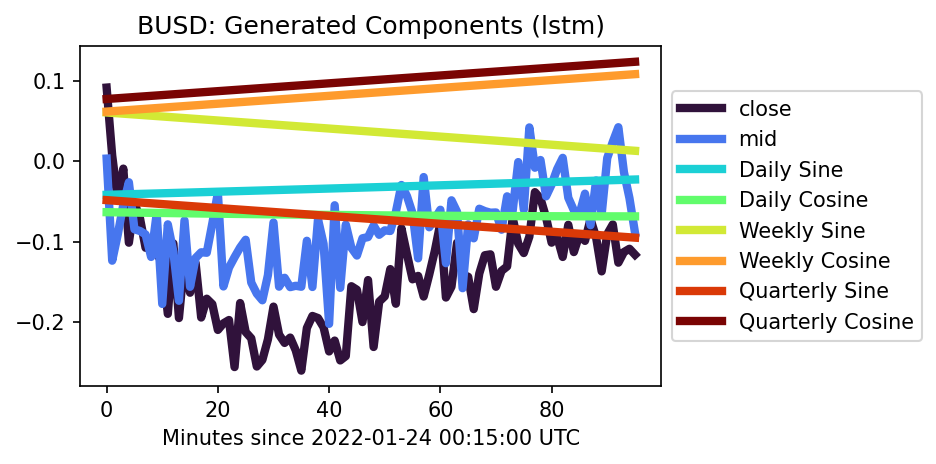 BUSD: Generated Components (lstm)
0.1
0.0
−0.1
−0.2
0 20 40 60 80
Minutes since 2022-01-24 00:15:00 UTC
close
mid
Daily Sine
Daily Cosine
Weekly Sine
Weekly Cosine
Quarterly Sine
Quarterly Cosine